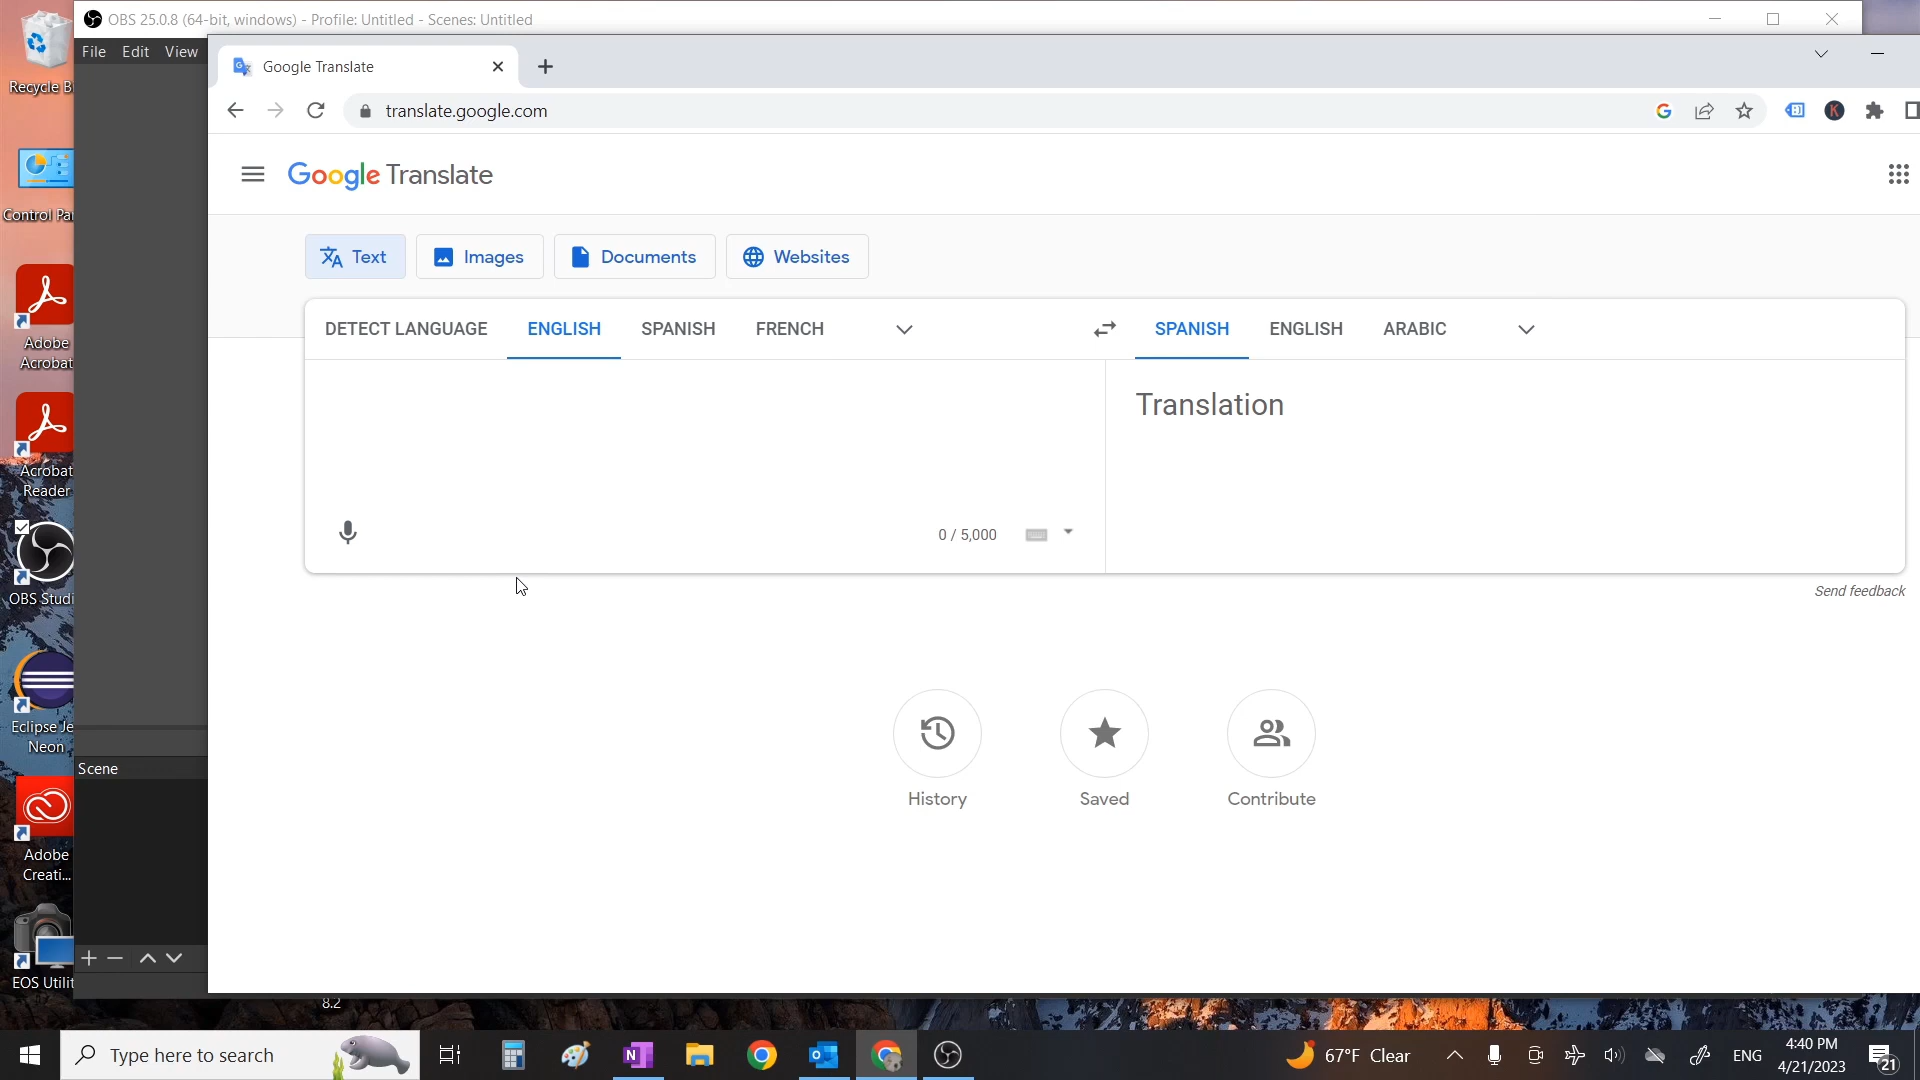 OBS 25.0.8 (64-bit, windows) - Profile: Untitled - Scenes: Untitled
File Edit View
Google Translate
translate.google.com
K
Google Translate
Text Images Documents Websites
DETECT LANGUAGE ENGLISH SPANISH FRENCH SPANISH ENGLISH ARABIC
Translation
0 / 5,000
Send feedback
History Saved Contribute
Recycle B
Control Pa
Adobe
Acrobat
Acrobat
Reader
OBS Studi
Eclipse Je
Neon
Adobe
Creati...
EOS Utilit
Scene
8.2
Type here to search
67°F Clear
ENG
4:40 PM
4/21/2023
21